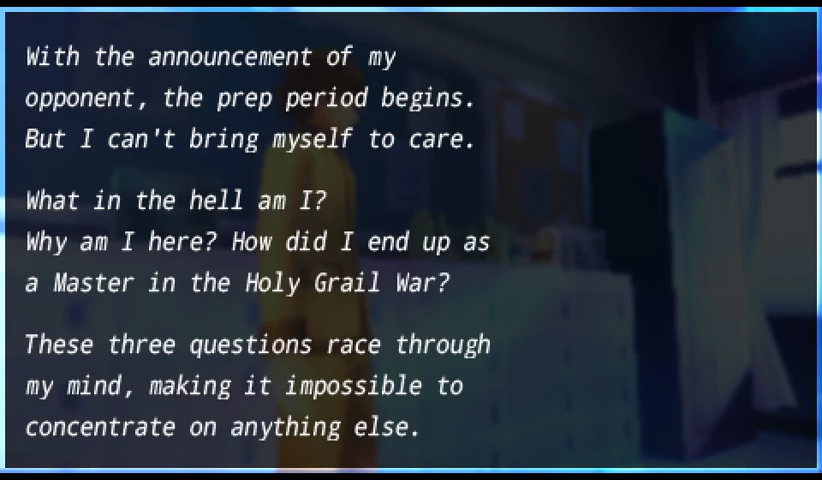 With the announcement of my
opponent, the prep period begins.
But I can't bring myself to care.
What in the hell am I?
Why am I here? How did I end up as
a Master in the Holy Grail War?
These three questions race through
my mind, making it impossible to
concentrate on anything else.